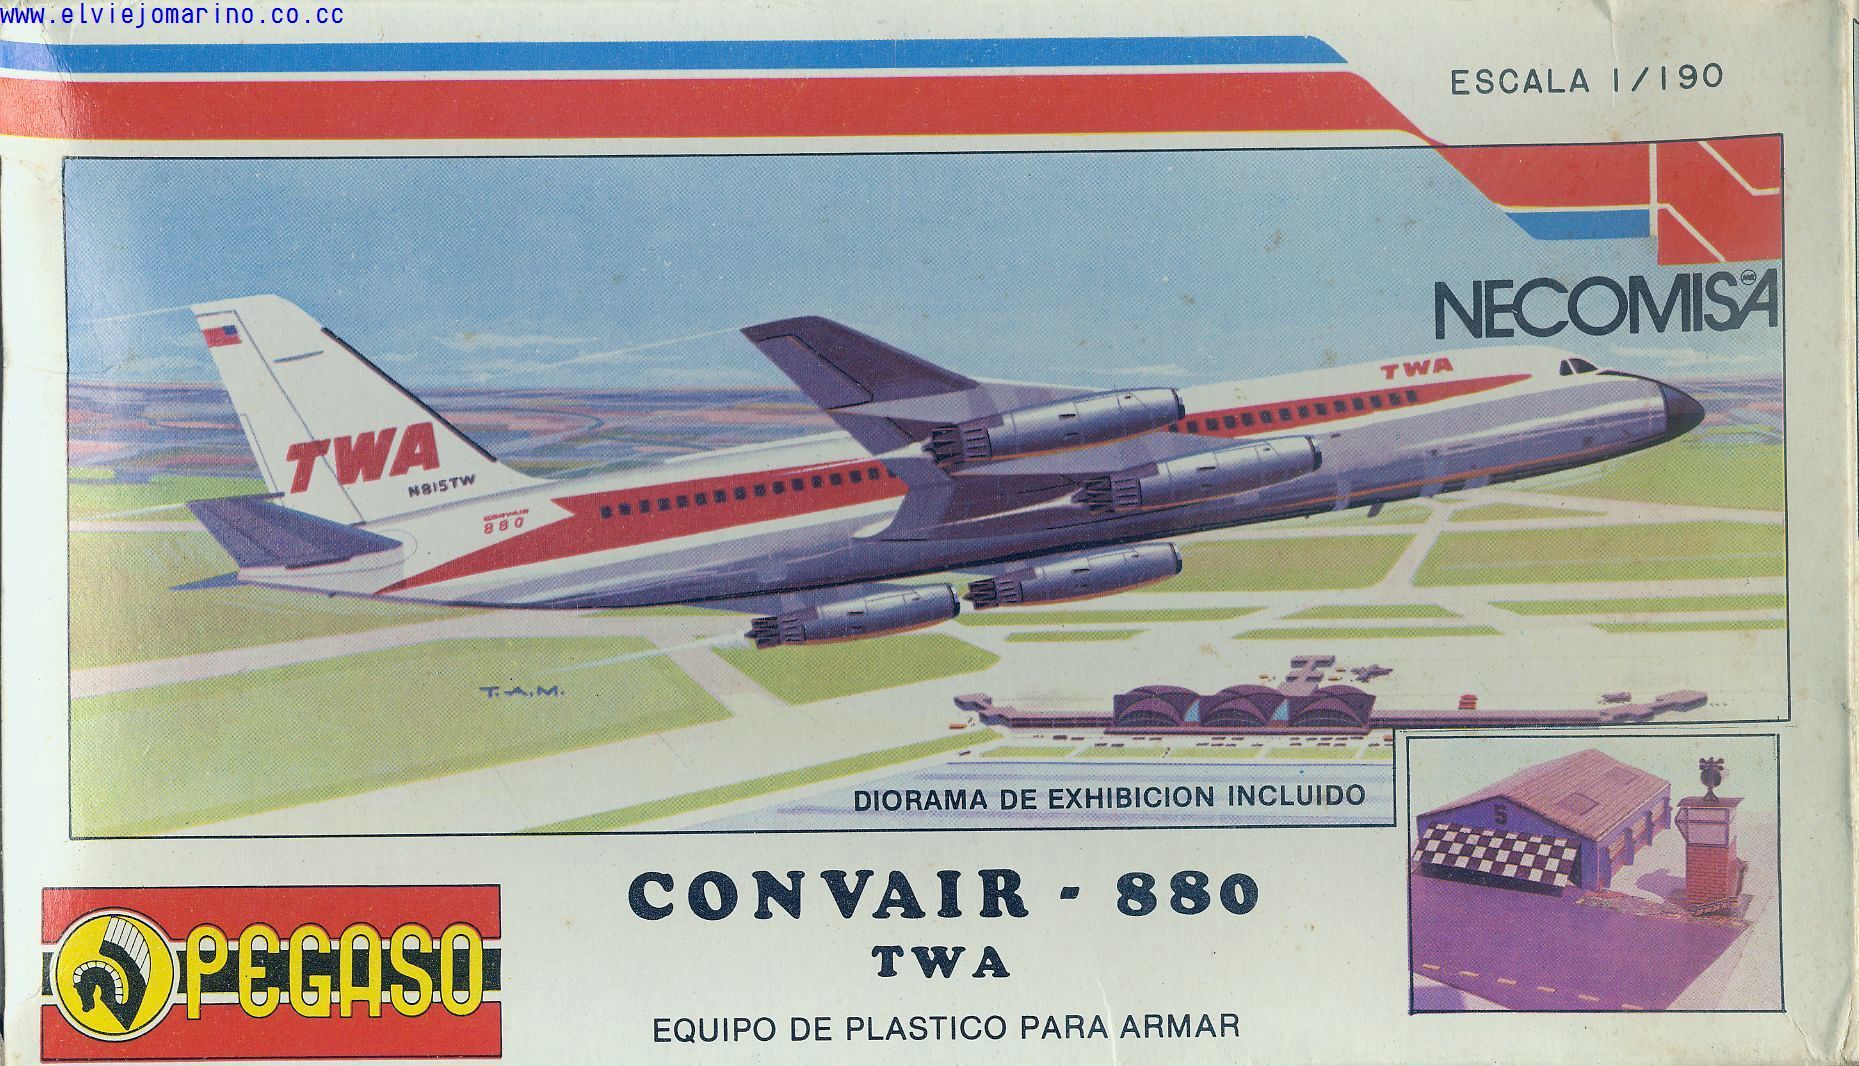 www.elviejomarino.co.cc
ESCALA 1/190
NECOMISA
TWA
TWA
N815TW
CONVAIR
880
T.A.M.
DIORAMA DE EXHIBICION INCLUIDO
5
CONVAIR - 880
TWA
PEGASO
EQUIPO DE PLASTICO PARA ARMAR